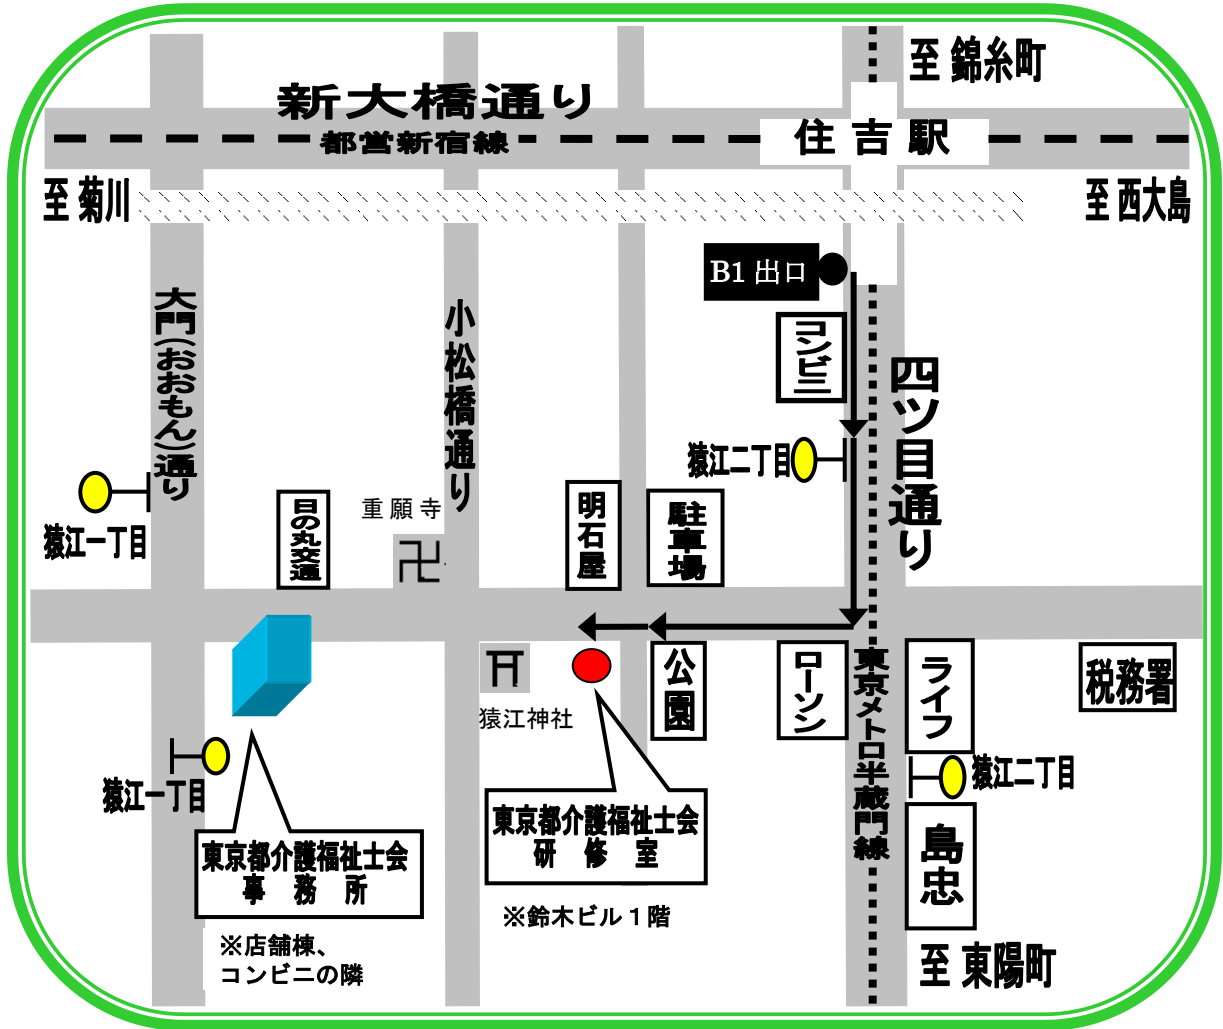 至 錦糸町
新大橋通り
都営新宿線
住吉駅
至 菊川
至 西大島
B1 出口
コンビニ
大門(おおもん)通り
小松橋通り
四ツ目通り
猿江二丁目
猿江一丁目
日の丸交通
重願寺
卍
明石屋
駐車場
猿江神社
公園
ローソン
東京メトロ半蔵門線
ライフ
税務署
猿江一丁目
猿江二丁目
東京都介護福祉士会
研修室
東京都介護福祉士会
事務所
島忠
※鈴木ビル1階
※店舗棟、
コンビニの隣
至 東陽町